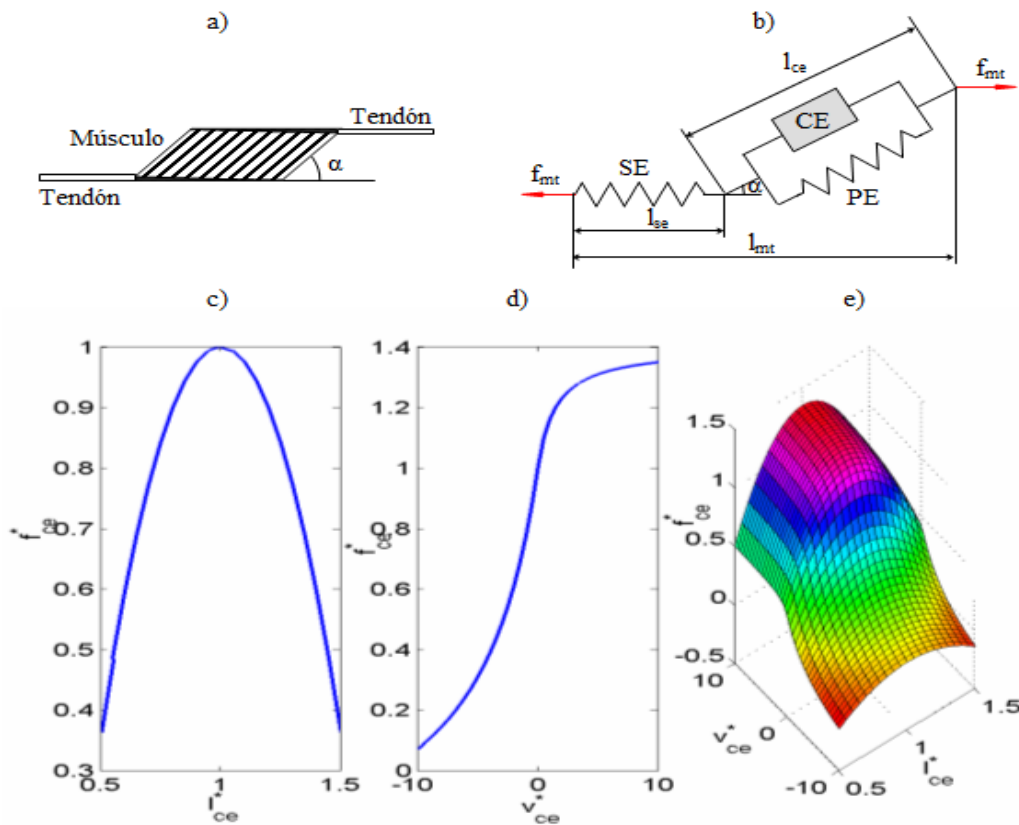 a)
b)
Músculo
Tendón
α
Tendón
l_ce
f_mt
CE
SE
f_mt
α
PE
l_se
l_mt
c)
d)
e)
1
0.9
0.8
0.7
0.6
0.5
0.4
0.3
f*_ce
0.5
1
1.5
l*_ce
1.4
1.2
1
0.8
0.6
0.4
0.2
0
f*_ce
-10
0
10
v*_ce
1.5
1
0.5
0
-0.5
f*_ce
10
0
-10
v*_ce
0.5
1
1.5
l*_ce